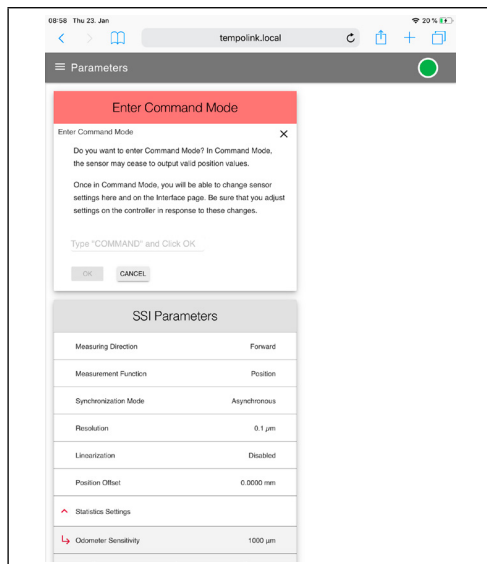 08:58 Thu 23. Jan
20 %
tempolink.local
Parameters
Enter Command Mode
Enter Command Mode
Do you want to enter Command Mode? In Command Mode,
the sensor may cease to output valid position values.
Once in Command Mode, you will be able to change sensor
settings here and on the Interface page. Be sure that you adjust
settings on the controller in response to these changes.
Type "COMMAND" and Click OK
OK CANCEL
SSI Parameters
Measuring Direction Forward
Measurement Function Position
Synchronization Mode Asynchronous
Resolution 0.1 µm
Linearization Disabled
Position Offset 0.0000 mm
Statistics Settings
Odometer Sensitivity 1000 µm